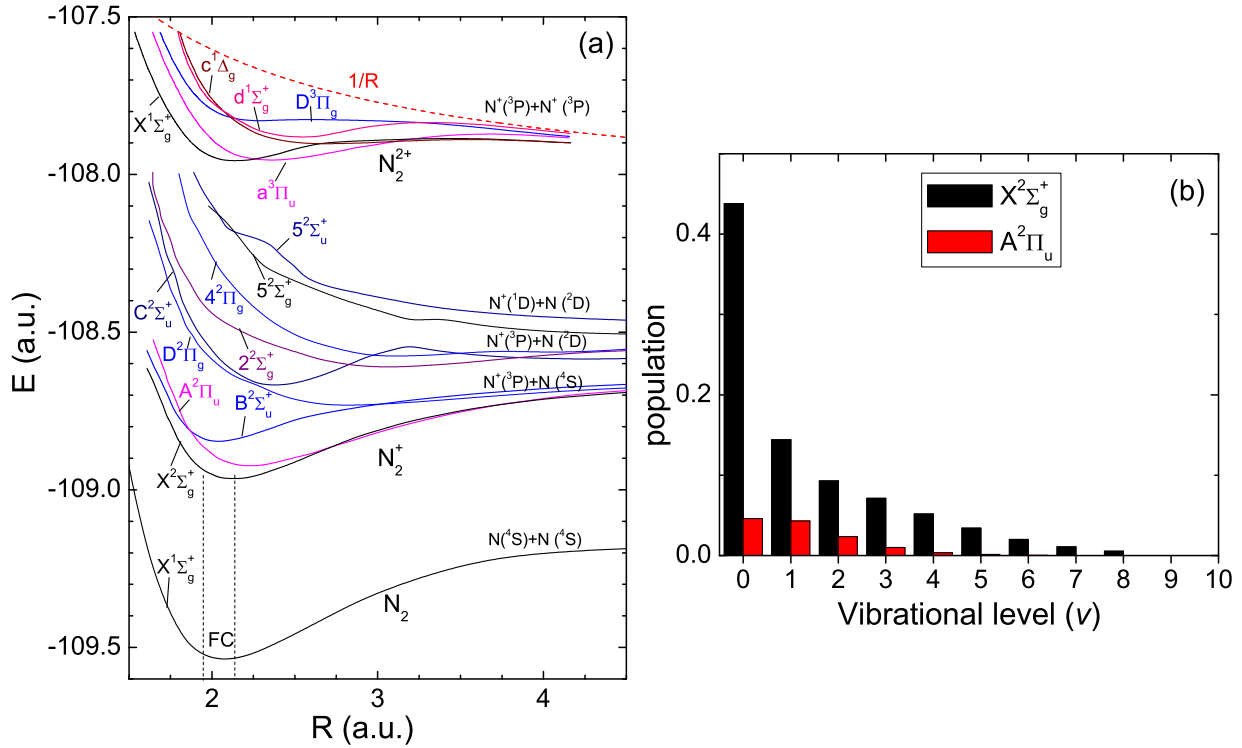 -107.5
-108.0
-108.5
-109.0
-109.5
E (a.u.)
(a)
1/R
c¹Δg
d¹Σg⁺
D³Πg
N⁺(³P)+N⁺ (³P)
X¹Σg⁺
N₂²⁺
a³Πu
5²Σu⁺
4²Πg
5²Σg⁺
N⁺(¹D)+N (²D)
C²Σu⁺
N⁺(³P)+N (²D)
D²Πg
2²Σg⁺
N⁺(³P)+N (⁴S)
A²Πu
B²Σu⁺
N₂⁺
X²Σg⁺
N(⁴S)+N (⁴S)
X¹Σg⁺
N₂
FC
2 3 4
R (a.u.)
(b)
X²Σg⁺
A²Πu
0.4
0.0
population
0 1 2 3 4 5 6 7 8 9 10
Vibrational level (v)